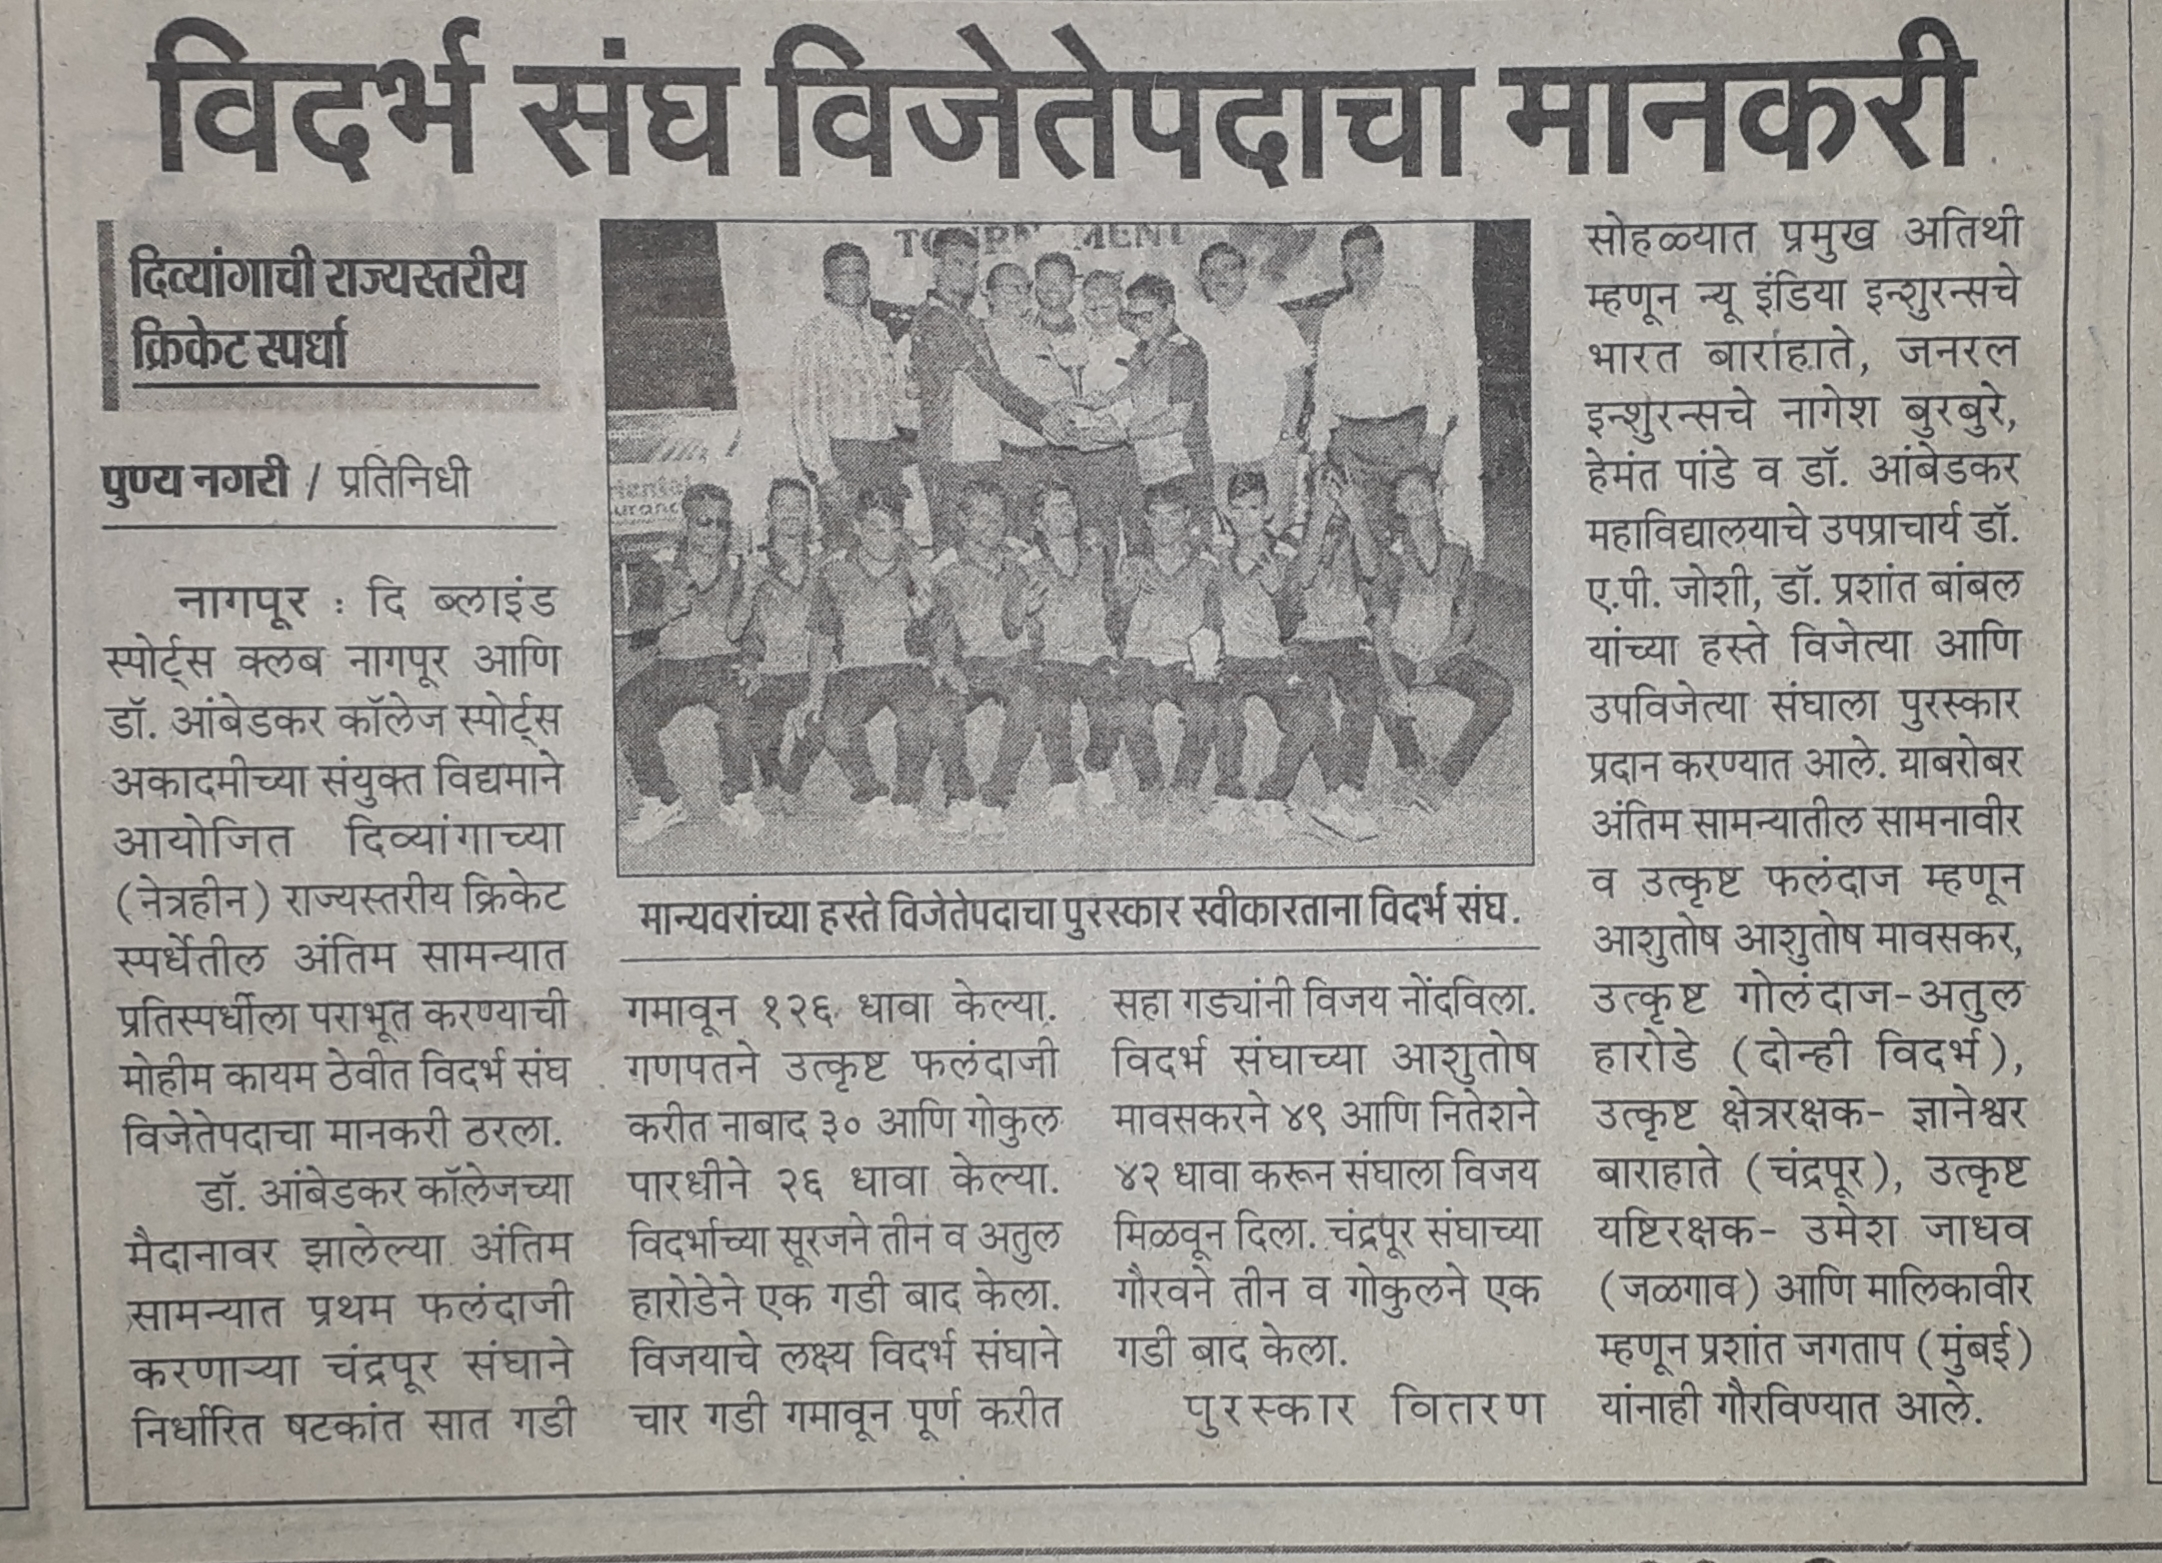 विदर्भ संघ विजेतेपदाचा मानकरी
दिव्यांगाची राज्यस्तरीय
क्रिकेट स्पर्धा
पुण्य नगरी / प्रतिनिधी
नागपूर : दि ब्लाइंड
स्पोर्ट्स क्लब नागपूर आणि
डॉ. आंबेडकर कॉलेज स्पोर्ट्स
अकादमीच्या संयुक्त विद्यमाने
आयोजित दिव्यांगाच्या
(नेत्रहीन) राज्यस्तरीय क्रिकेट
स्पर्धेतील अंतिम सामन्यात
प्रतिस्पर्धीला पराभूत करण्याची
मोहीम कायम ठेवीत विदर्भ संघ
विजेतेपदाचा मानकरी ठरला.
डॉ. आंबेडकर कॉलेजच्या
मैदानावर झालेल्या अंतिम
सामन्यात प्रथम फलंदाजी
करणाऱ्या चंद्रपूर संघाने
निर्धारित षटकांत सात गडी
मान्यवरांच्या हस्ते विजेतेपदाचा पुरस्कार स्वीकारताना विदर्भ संघ.
गमावून १२६ धावा केल्या.
गणपतने उत्कृष्ट फलंदाजी
करीत नाबाद ३० आणि गोकुल
पारधीने २६ धावा केल्या.
विदर्भाच्या सूरजने तीन व अतुल
हारोडेने एक गडी बाद केला.
विजयाचे लक्ष्य विदर्भ संघाने
चार गडी गमावून पूर्ण करीत
सहा गड्यांनी विजय नोंदविला.
विदर्भ संघाच्या आशुतोष
मावसकरने ४९ आणि नितेशने
४२ धावा करून संघाला विजय
मिळवून दिला. चंद्रपूर संघाच्या
गौरवने तीन व गोकुलने एक
गडी बाद केला.
पुरस्कार वितरण
सोहळ्यात प्रमुख अतिथी
म्हणून न्यू इंडिया इन्शुरन्सचे
भारत बाराहाते, जनरल
इन्शुरन्सचे नागेश बुरबुरे,
हेमंत पांडे व डॉ. आंबेडकर
महाविद्यालयाचे उपप्राचार्य डॉ.
ए.पी. जोशी, डॉ. प्रशांत बांबल
यांच्या हस्ते विजेत्या आणि
उपविजेत्या संघाला पुरस्कार
प्रदान करण्यात आले. याबरोबर
अंतिम सामन्यातील सामनावीर
व उत्कृष्ट फलंदाज म्हणून
आशुतोष आशुतोष मावसकर,
उत्कृष्ट गोलंदाज-अतुल
हारोडे (दोन्ही विदर्भ),
उत्कृष्ट क्षेत्ररक्षक- ज्ञानेश्वर
बाराहाते (चंद्रपूर), उत्कृष्ट
यष्टिरक्षक- उमेश जाधव
(जळगाव) आणि मालिकावीर
म्हणून प्रशांत जगताप (मुंबई)
यांनाही गौरविण्यात आले.